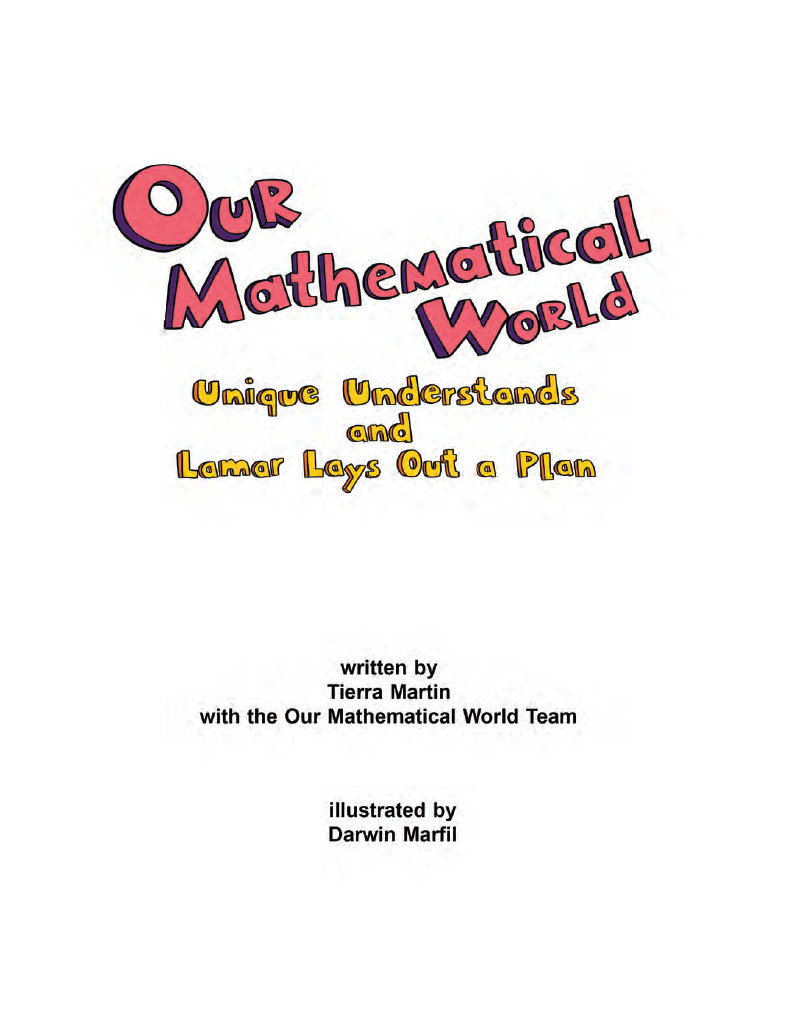 OUR
MatheMatical
WORLd
Unique Understands
and
Lamar Lays Out a Plan
written by
Tierra Martin
with the Our Mathematical World Team
illustrated by
Darwin Marfil